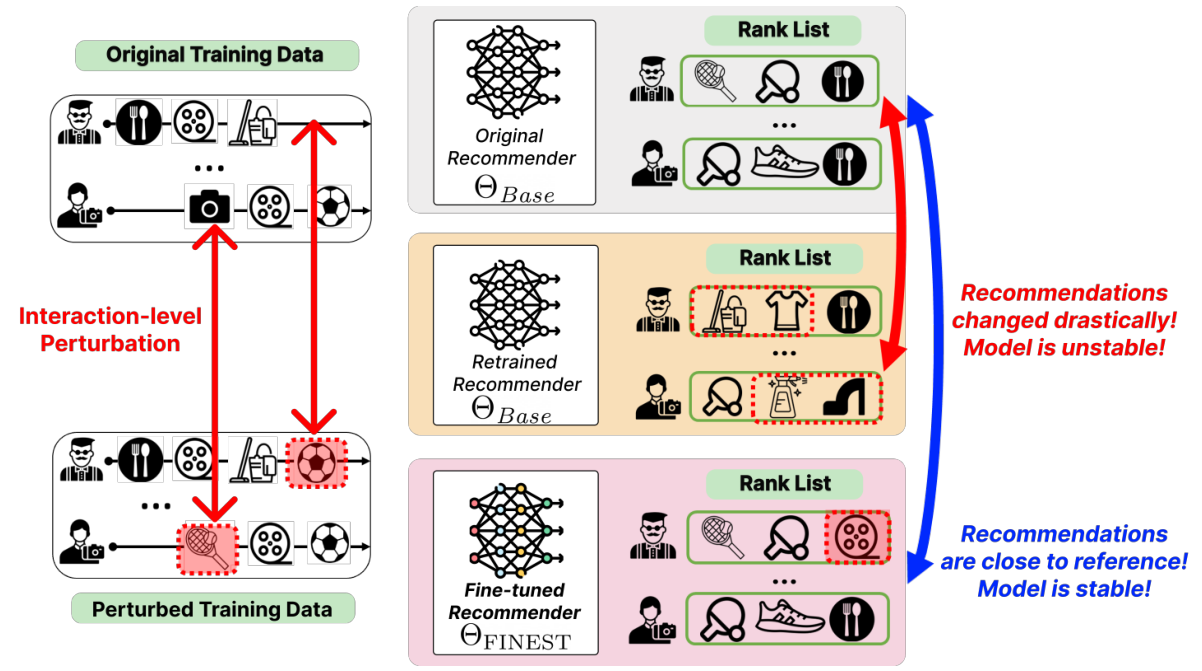 Original Training Data
...
Interaction-level
Perturbation
...
Perturbed Training Data
Rank List
Original
Recommender
Θ_Base
...
Rank List
Retrained
Recommender
Θ_Base
...
Rank List
Fine-tuned
Recommender
Θ_FINEST
...
Recommendations
changed drastically!
Model is unstable!
Recommendations
are close to reference!
Model is stable!